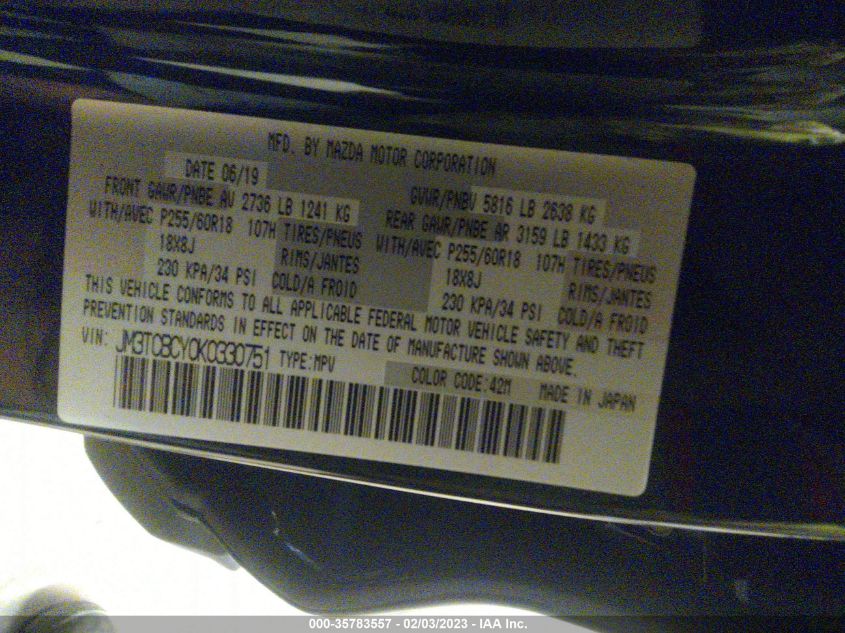 MFD. BY MAZDA MOTOR CORPORATION
DATE 06/19 GVWR/PNBV 5816 LB 2638 KG
FRONT GAWR/PNBE AV 2736 LB 1241 KG REAR GAWR/PNBE AR 3159 LB 1433 KG
WITH/AVEC P255/60R18 107H TIRES/PNEUS WITH/AVEC P255/60R18 107H TIRES/PNEUS
18X8J RIMS/JANTES 18X8J RIMS/JANTES
230 KPA/34 PSI COLD/A FROID 230 KPA/34 PSI COLD/A FROID
THIS VEHICLE CONFORMS TO ALL APPLICABLE FEDERAL MOTOR VEHICLE SAFETY AND THEFT
PREVENTION STANDARDS IN EFFECT ON THE DATE OF MANUFACTURE SHOWN ABOVE.
VIN: JM3TCBCY0K0330751 TYPE:MPV
COLOR CODE:42M MADE IN JAPAN
000-35783557 - 02/03/2023 - IAA Inc.